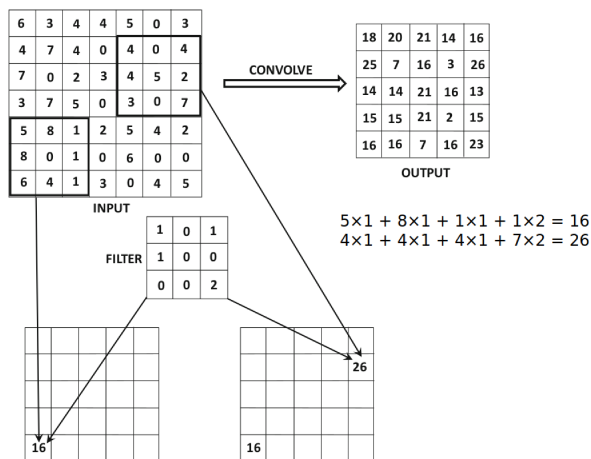 6 3 4 4 5 0 3
4 7 4 0 4 0 4
7 0 2 3 4 5 2
3 7 5 0 3 0 7
5 8 1 2 5 4 2
8 0 1 0 6 0 0
6 4 1 3 0 4 5
INPUT
CONVOLVE
18 20 21 14 16
25 7 16 3 26
14 14 21 16 13
15 15 21 2 15
16 16 7 16 23
OUTPUT
5×1 + 8×1 + 1×1 + 1×2 = 16
4×1 + 4×1 + 4×1 + 7×2 = 26
FILTER
1 0 1
1 0 0
0 0 2
16
26
16